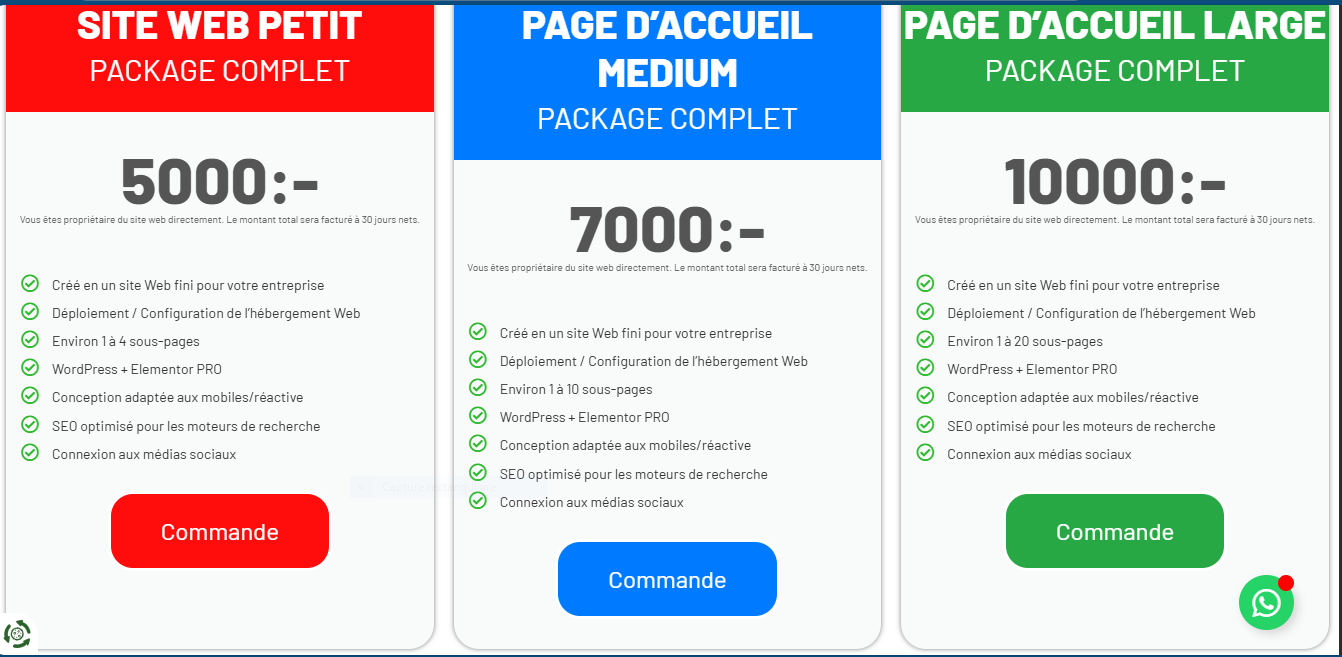 SITE WEB PETIT
PACKAGE COMPLET
5000:-
Vous êtes propriétaire du site web directement. Le montant total sera facturé à 30 jours nets.
Créé en un site Web fini pour votre entreprise
Déploiement / Configuration de l’hébergement Web
Environ 1 à 4 sous-pages
WordPress + Elementor PRO
Conception adaptée aux mobiles/réactive
SEO optimisé pour les moteurs de recherche
Connexion aux médias sociaux
Commande
PAGE D’ACCUEIL
MEDIUM
PACKAGE COMPLET
7000:-
Vous êtes propriétaire du site web directement. Le montant total sera facturé à 30 jours nets.
Créé en un site Web fini pour votre entreprise
Déploiement / Configuration de l’hébergement Web
Environ 1 à 10 sous-pages
WordPress + Elementor PRO
Conception adaptée aux mobiles/réactive
SEO optimisé pour les moteurs de recherche
Connexion aux médias sociaux
Commande
PAGE D’ACCUEIL LARGE
PACKAGE COMPLET
10000:-
Vous êtes propriétaire du site web directement. Le montant total sera facturé à 30 jours nets.
Créé en un site Web fini pour votre entreprise
Déploiement / Configuration de l’hébergement Web
Environ 1 à 20 sous-pages
WordPress + Elementor PRO
Conception adaptée aux mobiles/réactive
SEO optimisé pour les moteurs de recherche
Connexion aux médias sociaux
Commande